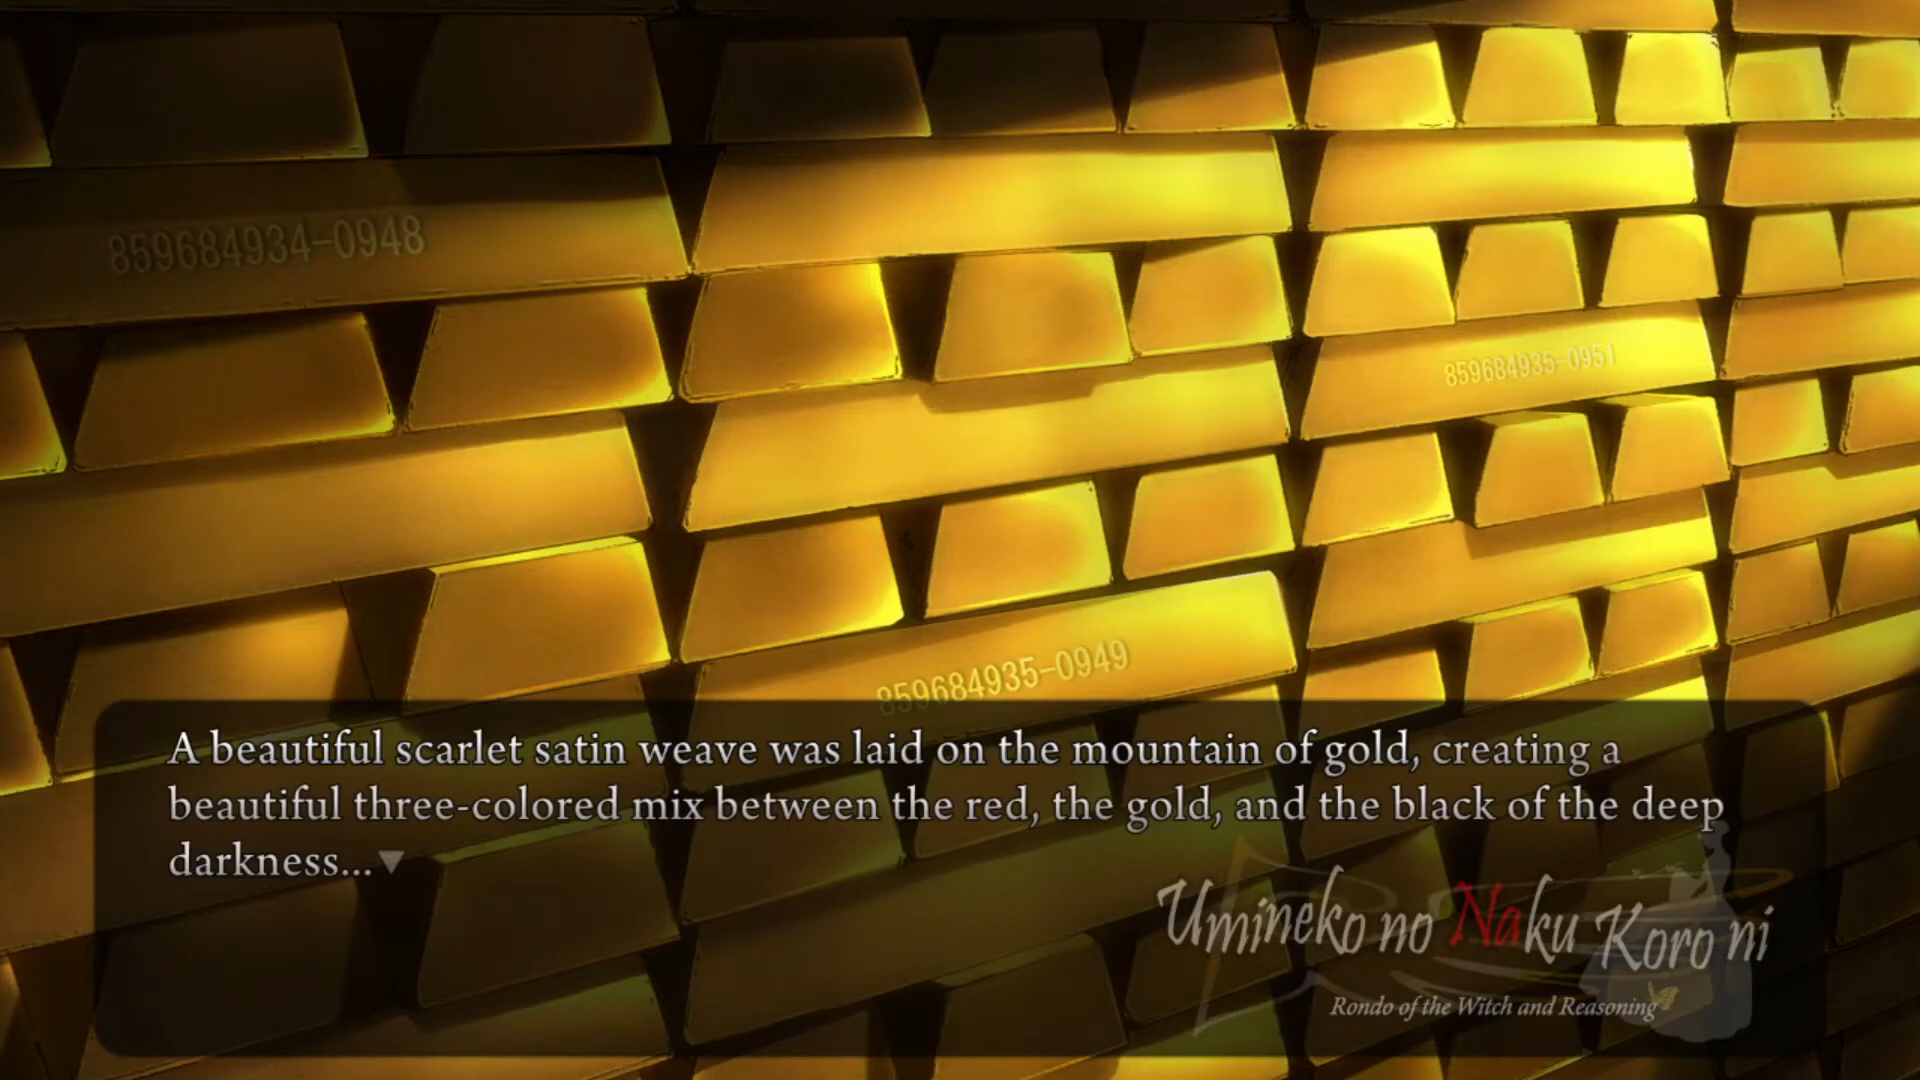 859684934-0948
859684935-0951
859684935-0949
A beautiful scarlet satin weave was laid on the mountain of gold, creating a
beautiful three-colored mix between the red, the gold, and the black of the deep
darkness...
Umineko no Naku Koro ni
Rondo of the Witch and Reasoning